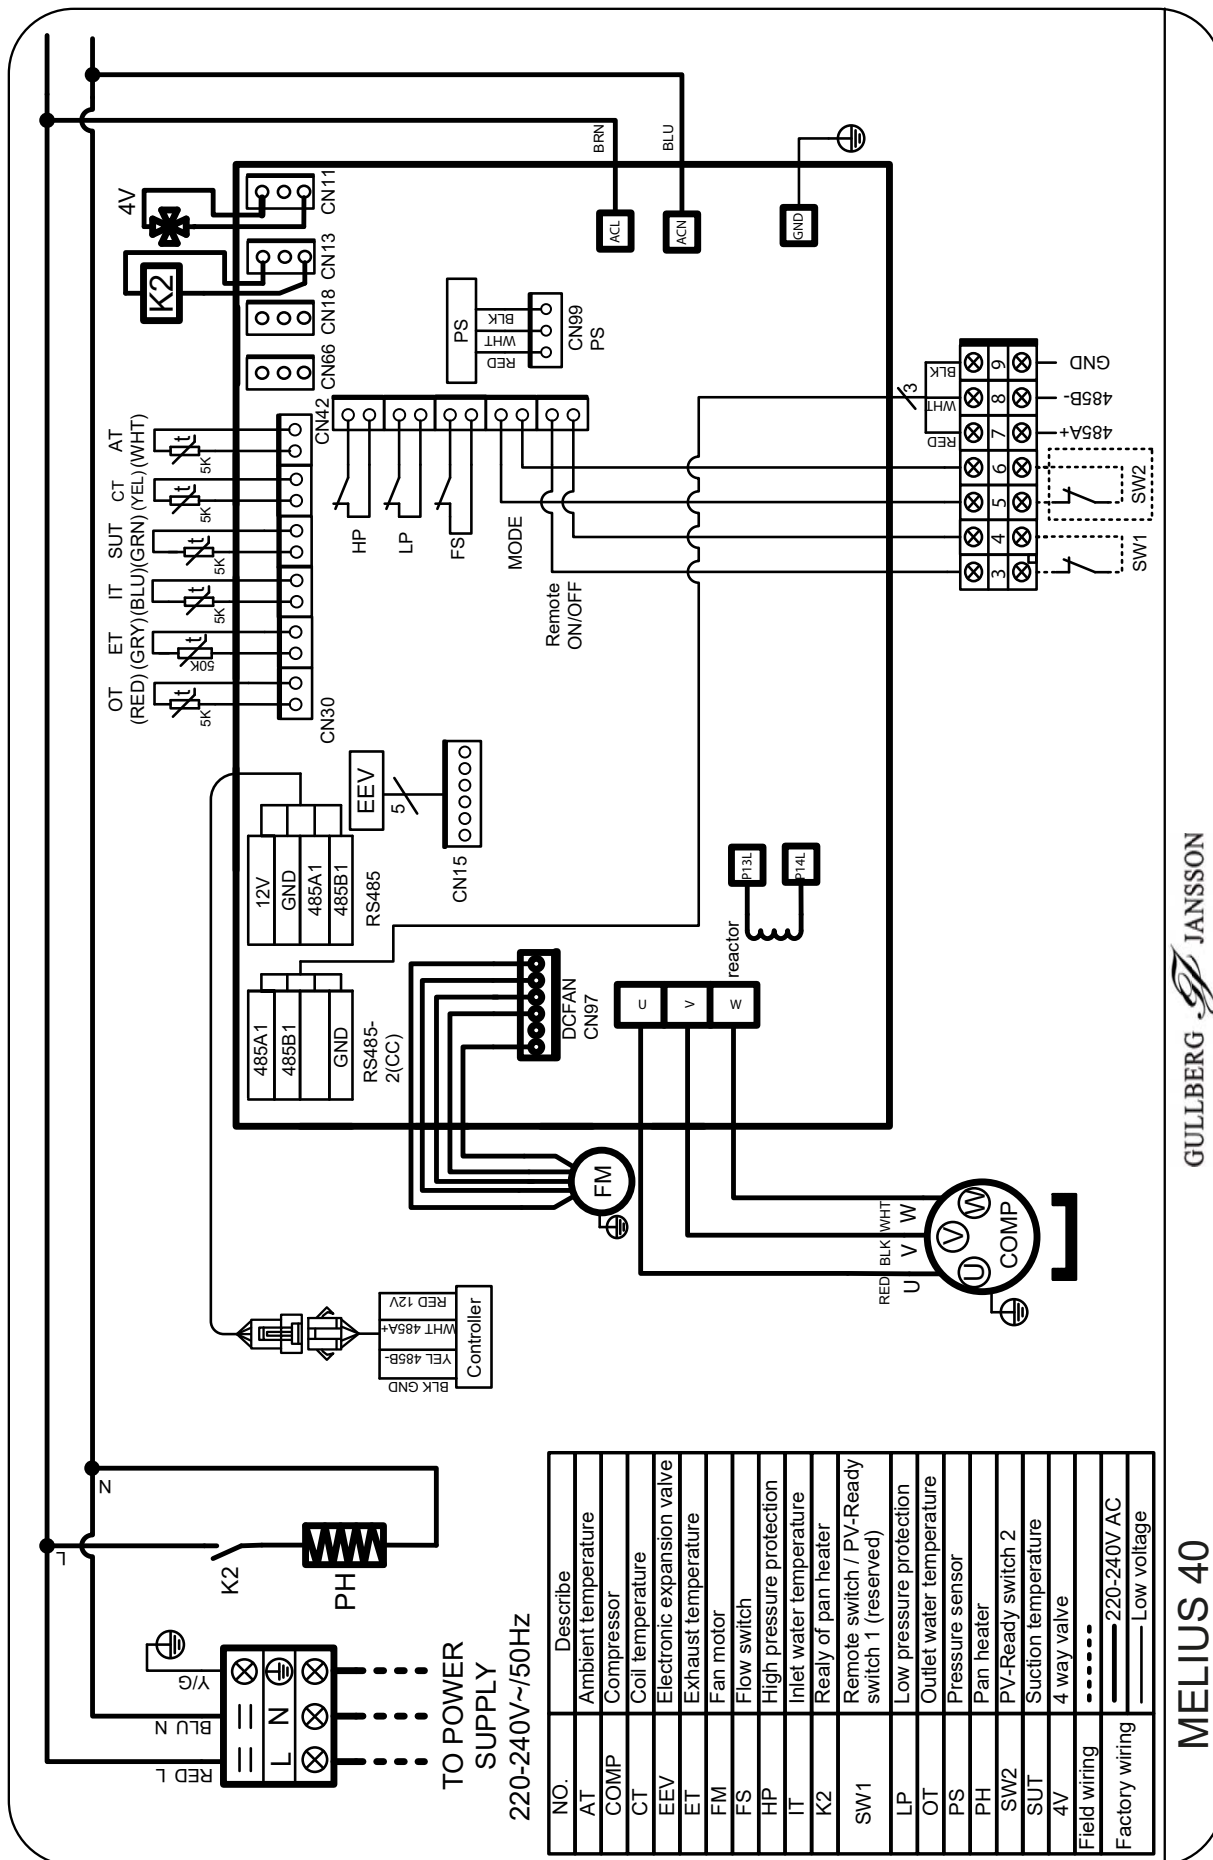 L
N
RED L
BLU N
Y/G
L
N
TO POWER
SUPPLY
220-240V~/50Hz
K2
PH
BLK GND
YEL 485B-
WHT 485A+
RED 12V
Controller
485A1
485B1
GND
RS485-
2(CC)
12V
GND
485A1
485B1
RS485
EEV
5
CN15
DCFAN
CN97
FM
U
V
W
reactor
P13L
P14L
RED
BLK
WHT
U
V
W
U
V
W
COMP
OT
(RED)
5K
ET
(GRY)
50K
IT
(BLU)
5K
SUT
(GRN)
5K
CT
(YEL)
5K
AT
(WHT)
5K
t
t
t
t
t
t
CN30
CN42
CN66
CN18
CN13
CN11
K2
4V
HP
LP
FS
MODE
Remote
ON/OFF
PS
RED
WHT
BLK
CN99
PS
BRN
BLU
ACL
ACN
GND
3
RED
WHT
BLK
3
4
5
6
7
8
9
485A+
485B-
GND
SW1
SW2
NO. Describe
AT Ambient temperature
COMP Compressor
CT Coil temperature
EEV Electronic expansion valve
ET Exhaust temperature
FM Fan motor
FS Flow switch
HP High pressure protection
IT Inlet water temperature
K2 Realy of pan heater
SW1 Remote switch / PV-Ready
switch 1 (reserved)
LP Low pressure protection
OT Outlet water temperature
PS Pressure sensor
PH Pan heater
SW2 PV-Ready switch 2
SUT Suction temperature
4V 4 way valve
Field wiring
Factory wiring 220-240V AC
Low voltage
MELIUS 40
GULLBERG JANSSON